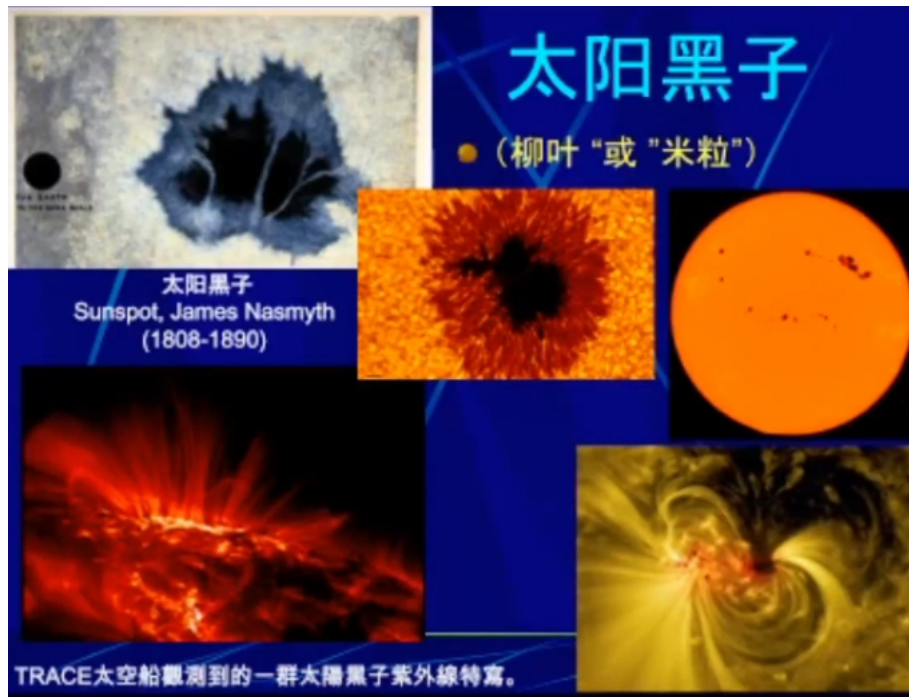 太阳黑子
（柳叶 “或 ”米粒”）
太阳黑子
Sunspot, James Nasmyth
(1808-1890)
TRACE太空船觀測到的一群太陽黑子紫外線特寫。